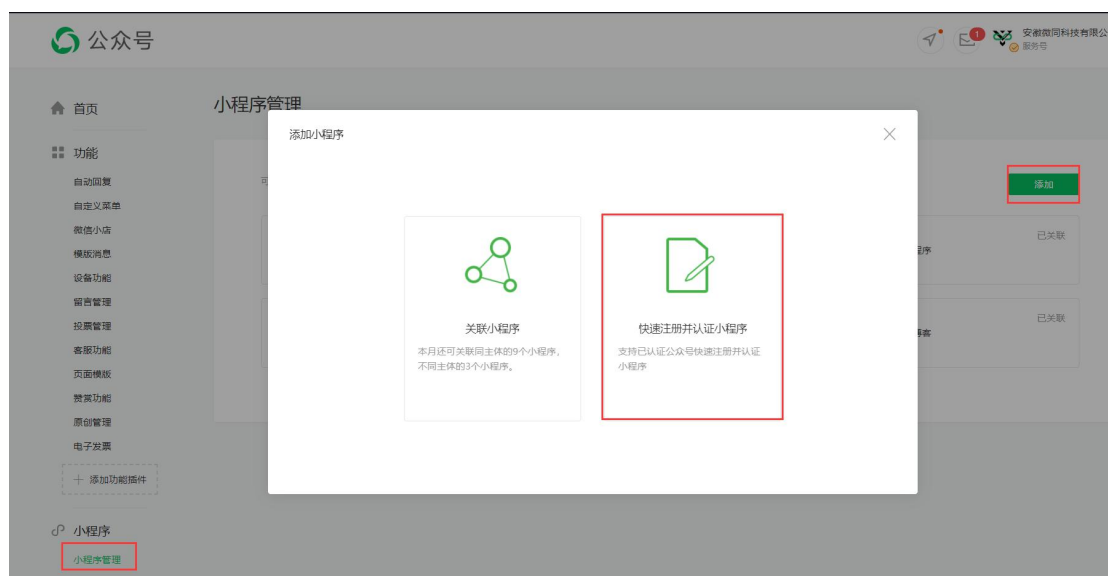 公众号
1
安徽微同科技有限公
服务号
首页
小程序管理
添加小程序
功能
自动回复
自定义菜单
微信小店
模版消息
设备功能
留言管理
投票管理
客服功能
页面模版
赞赏功能
原创管理
电子发票
添加功能插件
小程序
小程序管理
添加
已关联
程序
已关联
博客
关联小程序
本月还可关联同主体的9个小程序，
不同主体的3个小程序。
快速注册并认证小程序
支持已认证公众号快速注册并认证
小程序